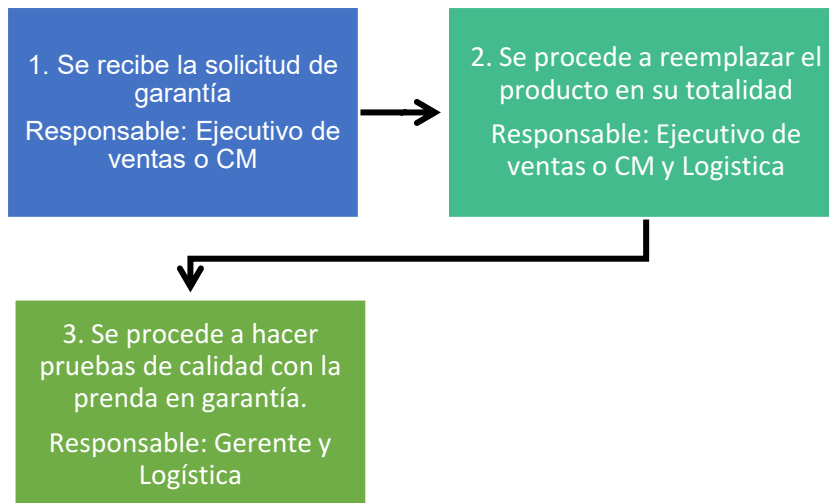 1. Se recibe la solicitud de
garantía
Responsable: Ejecutivo de
ventas o CM
2. Se procede a reemplazar el
producto en su totalidad
Responsable: Ejecutivo de
ventas o CM y Logistica
3. Se procede a hacer
pruebas de calidad con la
prenda en garantía.
Responsable: Gerente y
Logística